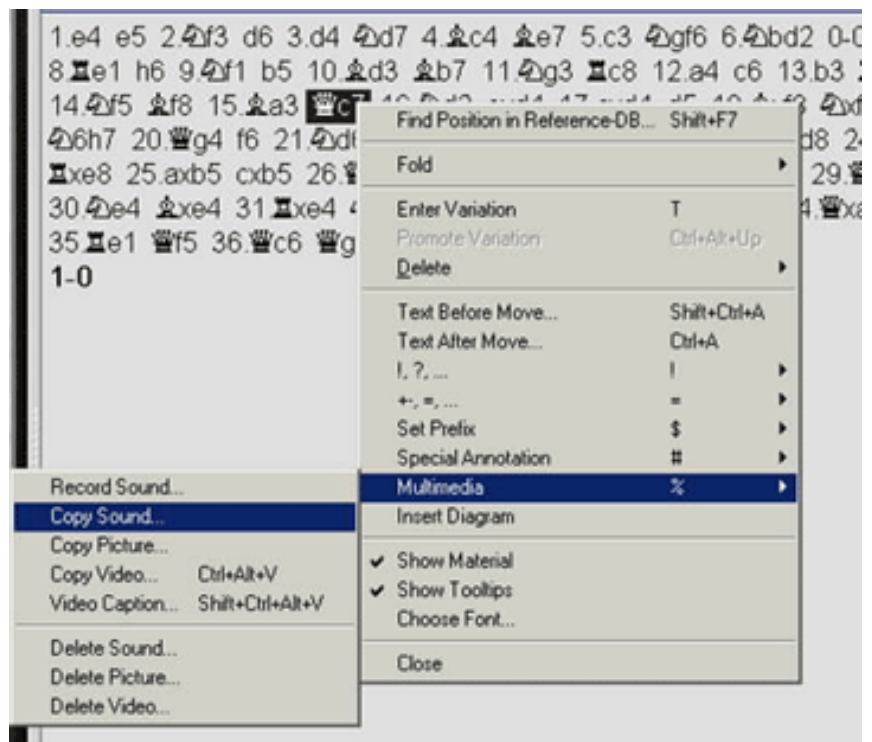 1.e4 e5 2.♘f3 d6 3.d4 ♘d7 4.♗c4 ♗e7 5.c3 ♘gf6 6.♘bd2
8♖e1 h6 9.♘f1 b5 10.♗d3 ♗b7 11.♘g3 ♖c8 12.a4 c6 13.b3
14.♘f5 ♗f8 15.♗a3 ♕c7
♘6h7 20.♕g4 f6 21.♘d6 d8
♖xe8 25.axb5 cxb5 26.♕ 29.♕
30.♘e4 ♗xe4 31♖xe4 4.♕xa
35♖e1 ♕f5 36.♕c6 ♕g
1-0
Find Position in Reference-DB... Shift+F7
Fold
Enter Variation T
Promote Variation Ctrl+Alt+Up
Delete
Text Before Move... Shift+Ctrl+A
Text After Move... Ctrl+A
!, ?, ... !
+-, =, ... =
Set Prefix $
Special Annotation #
Multimedia %
Insert Diagram
Show Material
Show Tooltips
Choose Font...
Close
Record Sound...
Copy Sound...
Copy Picture...
Copy Video... Ctrl+Alt+V
Video Caption... Shift+Ctrl+Alt+V
Delete Sound...
Delete Picture...
Delete Video...